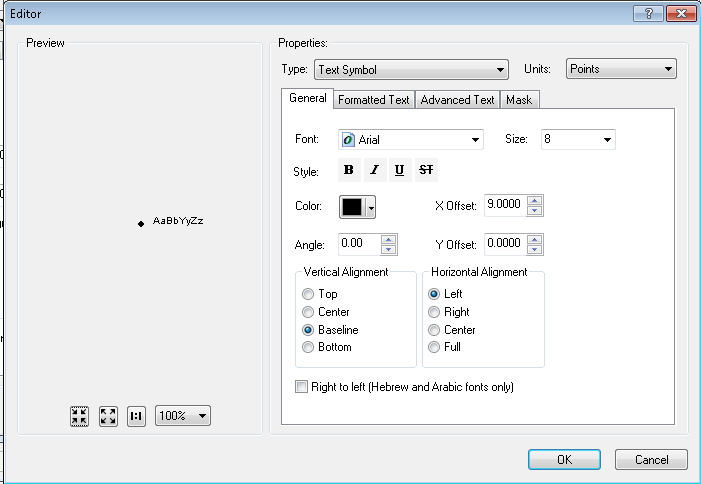 Editor
Preview
AaBbYyZz
100%
Properties:
Type: Text Symbol Units: Points
General Formatted Text Advanced Text Mask
Font: Arial Size: 8
Style: B I U ST
Color: X Offset: 9.0000
Angle: 0.00 Y Offset: 0.0000
Vertical Alignment
Top
Center
Baseline
Bottom
Horizontal Alignment
Left
Right
Center
Full
Right to left (Hebrew and Arabic fonts only)
OK Cancel